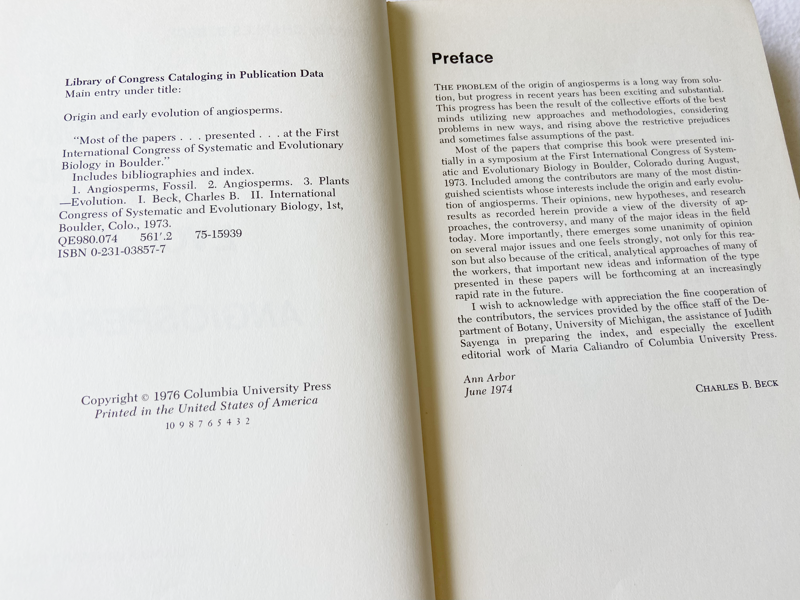 Library of Congress Cataloging in Publication Data
Main entry under title:
Origin and early evolution of angiosperms.
"Most of the papers . . . presented . . . at the First
International Congress of Systematic and Evolutionary
Biology in Boulder."
Includes bibliographies and index.
1. Angiosperms, Fossil. 2. Angiosperms. 3. Plants
—Evolution. I. Beck, Charles B. II. International
Congress of Systematic and Evolutionary Biology, 1st,
Boulder, Colo., 1973.
QE980.074 561'.2 75-15939
ISBN 0-231-03857-7
Copyright © 1976 Columbia University Press
Printed in the United States of America
10 9 8 7 6 5 4 3 2
Preface
THE PROBLEM of the origin of angiosperms is a long way from solu-
tion, but progress in recent years has been exciting and substantial.
This progress has been the result of the collective efforts of the best
minds utilizing new approaches and methodologies, considering
problems in new ways, and rising above the restrictive prejudices
and sometimes false assumptions of the past.
Most of the papers that comprise this book were presented ini-
tially in a symposium at the First International Congress of System-
atic and Evolutionary Biology in Boulder, Colorado during August,
1973. Included among the contributors are many of the most distin-
guished scientists whose interests include the origin and early evolu-
tion of angiosperms. Their opinions, new hypotheses, and research
results as recorded herein provide a view of the diversity of ap-
proaches, the controversy, and many of the major ideas in the field
today. More importantly, there emerges some unanimity of opinion
on several major issues and one feels strongly, not only for this rea-
son but also because of the critical, analytical approaches of many of
the workers, that important new ideas and information of the type
presented in these papers will be forthcoming at an increasingly
rapid rate in the future.
I wish to acknowledge with appreciation the fine cooperation of
the contributors, the services provided by the office staff of the De-
partment of Botany, University of Michigan, the assistance of Judith
Sayenga in preparing the index, and especially the excellent
editorial work of Maria Caliandro of Columbia University Press.
Ann Arbor
June 1974
CHARLES B. BECK